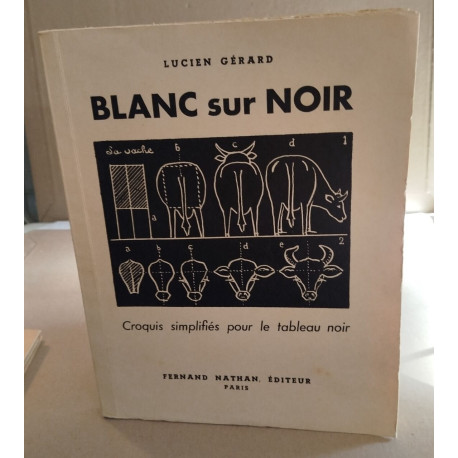 LUCIEN GÉRARD
BLANC sur NOIR
La vache b c d 1
a
a b c d e 2
Croquis simplifiés pour le tableau noir
FERNAND NATHAN, ÉDITEUR
PARIS